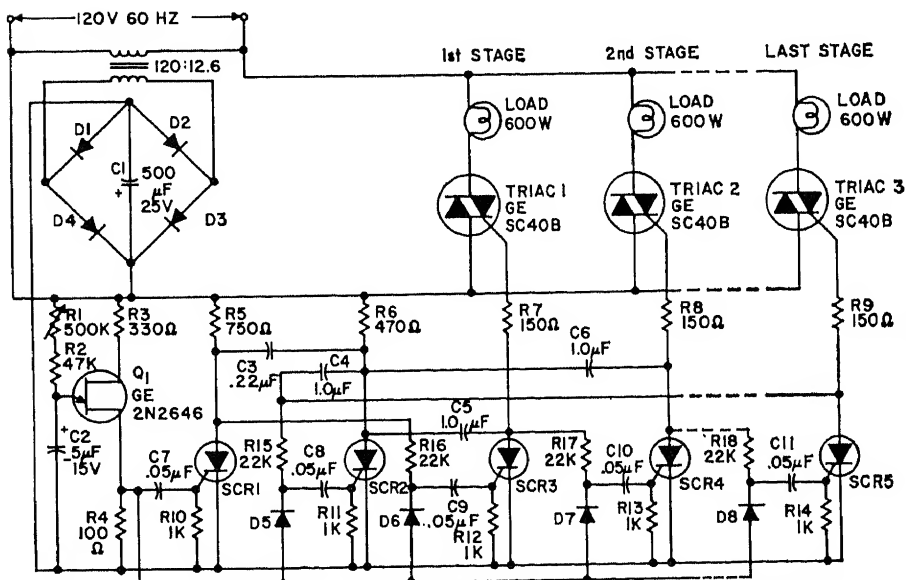 120V 60 HZ
120:12.6
1st STAGE
2nd STAGE
LAST STAGE
LOAD
600W
LOAD
600W
LOAD
600W
D1
D2
C1
500
μF
25V
+
D4
D3
TRIAC 1
GE
SC40B
TRIAC 2
GE
SC40B
TRIAC 3
GE
SC40B
R1
500K
R3
330Ω
R5
750Ω
R6
470Ω
R7
150Ω
R8
150Ω
R9
150Ω
R2
47K
C3
.22μF
C4
1.0μF
C6
1.0μF
Q1
GE
2N2646
C5
1.0μF
+
C2
.5μF
15V
C7
.05μF
R15
22K
C8
.05μF
R16
22K
R17
22K
C10
.05μF
R18
22K
C11
.05μF
SCR1
SCR2
SCR3
SCR4
SCR5
C9
.05μF
R4
100
Ω
R10
1K
D5
R11
1K
D6
R12
1K
D7
R13
1K
D8
R14
1K